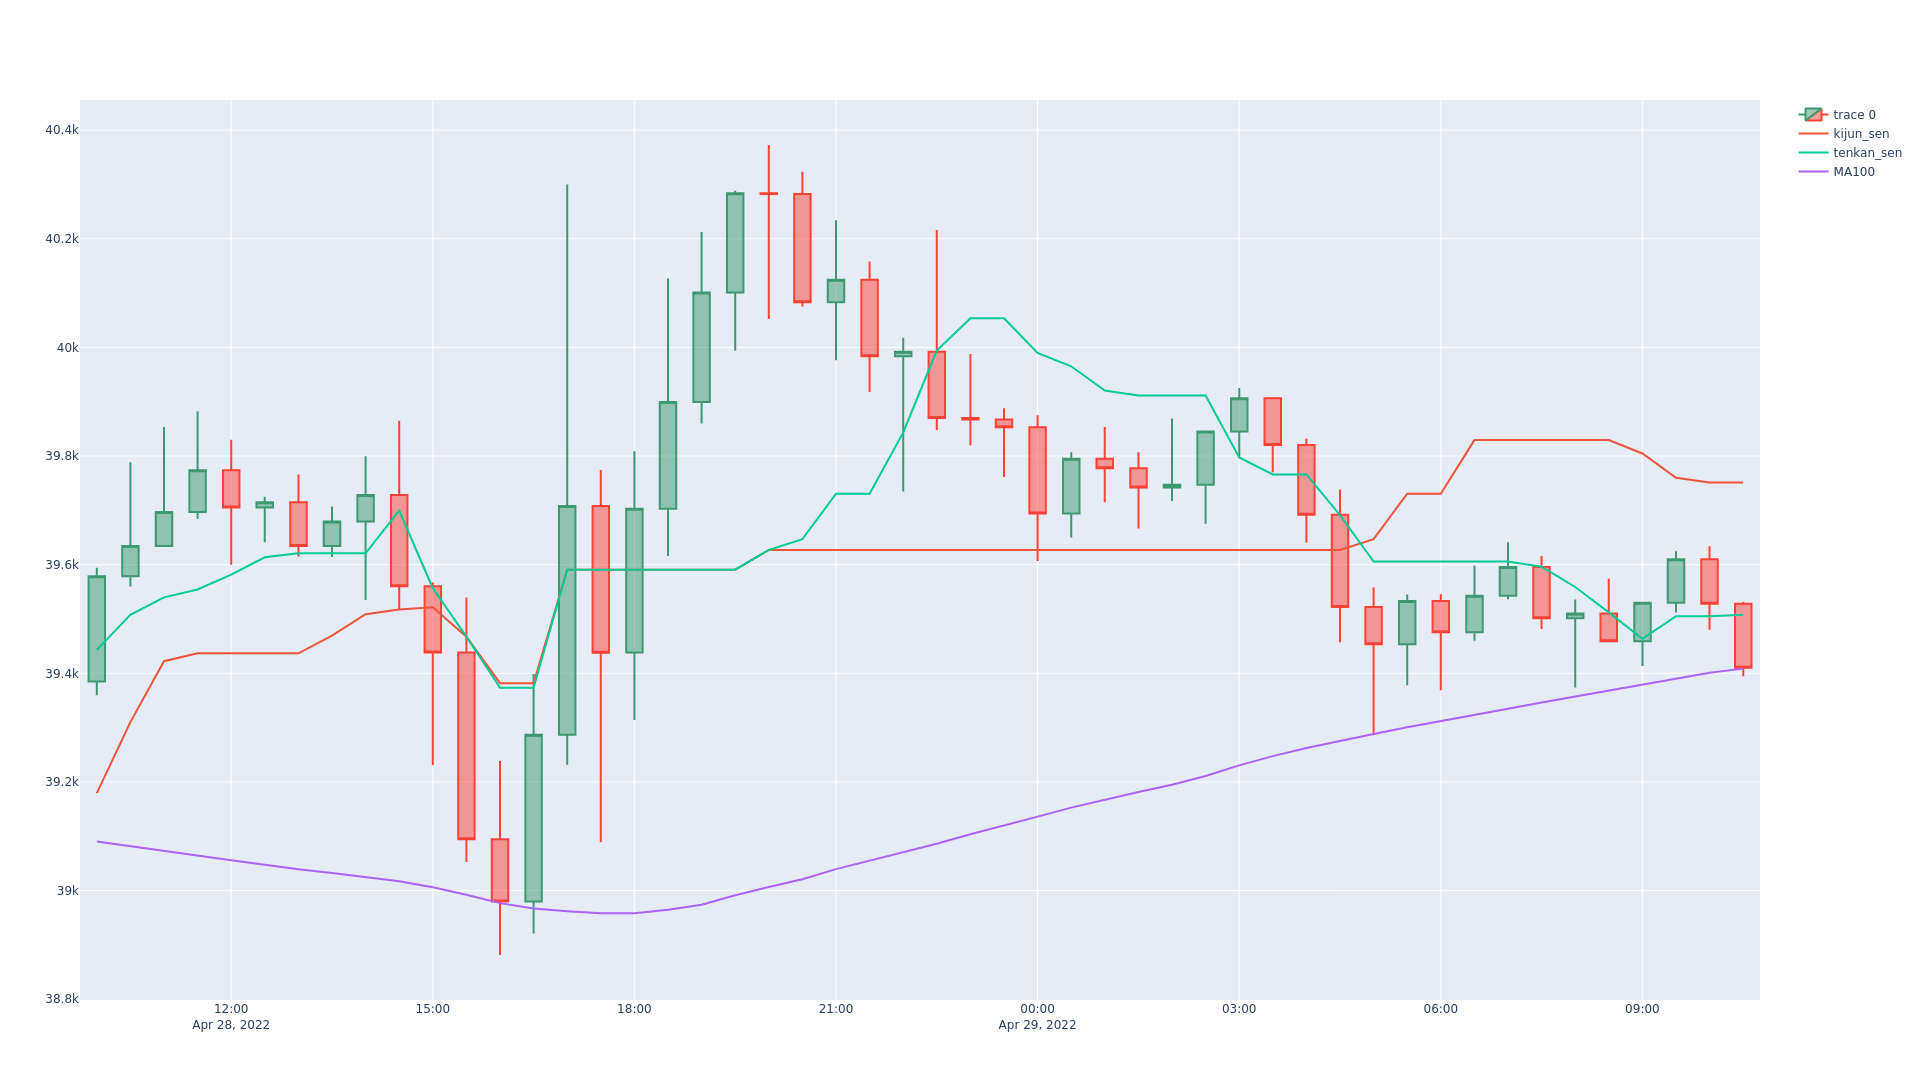 40.4k
40.2k
40k
39.8k
39.6k
39.4k
39.2k
39k
38.8k
12:00
Apr 28, 2022
15:00
18:00
21:00
00:00
Apr 29, 2022
03:00
06:00
09:00
trace 0
kijun_sen
tenkan_sen
MA100